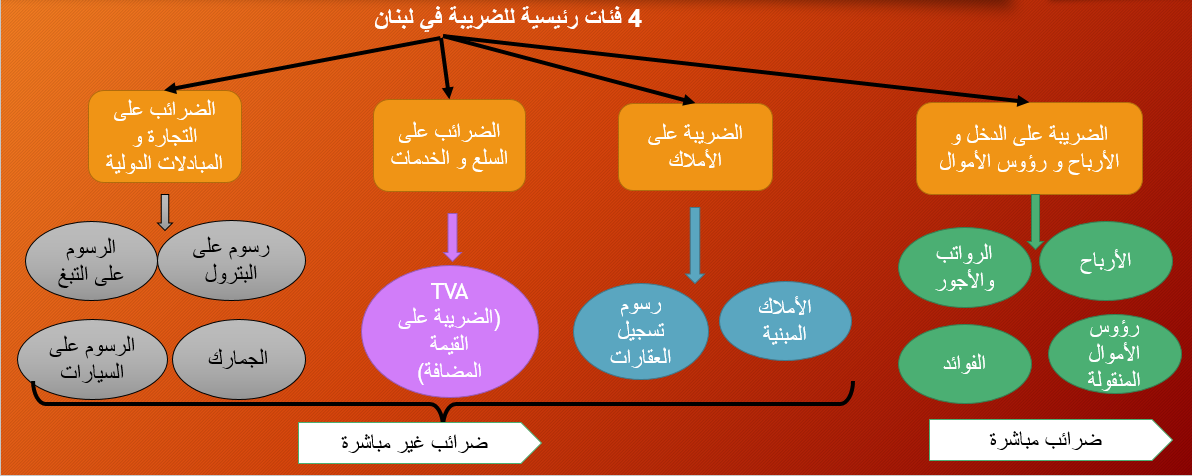 4 فئات رئيسية للضريبة في لبنان
الضريبة على الدخل و
الأرباح و رؤوس الأموال
الضريبة على
الأملاك
الضرائب على
السلع و الخدمات
الضرائب على
التجارة و
المبادلات الدولية
الأرباح
الرواتب
والأجور
رؤوس
الأموال
المنقولة
الفوائد
الأملاك
المبنية
رسوم
تسجيل
العقارات
TVA
(الضريبة على
القيمة
المضافة)
رسوم على
البترول
الرسوم
على التبغ
الجمارك
الرسوم على
السيارات
ضرائب مباشرة
ضرائب غير مباشرة